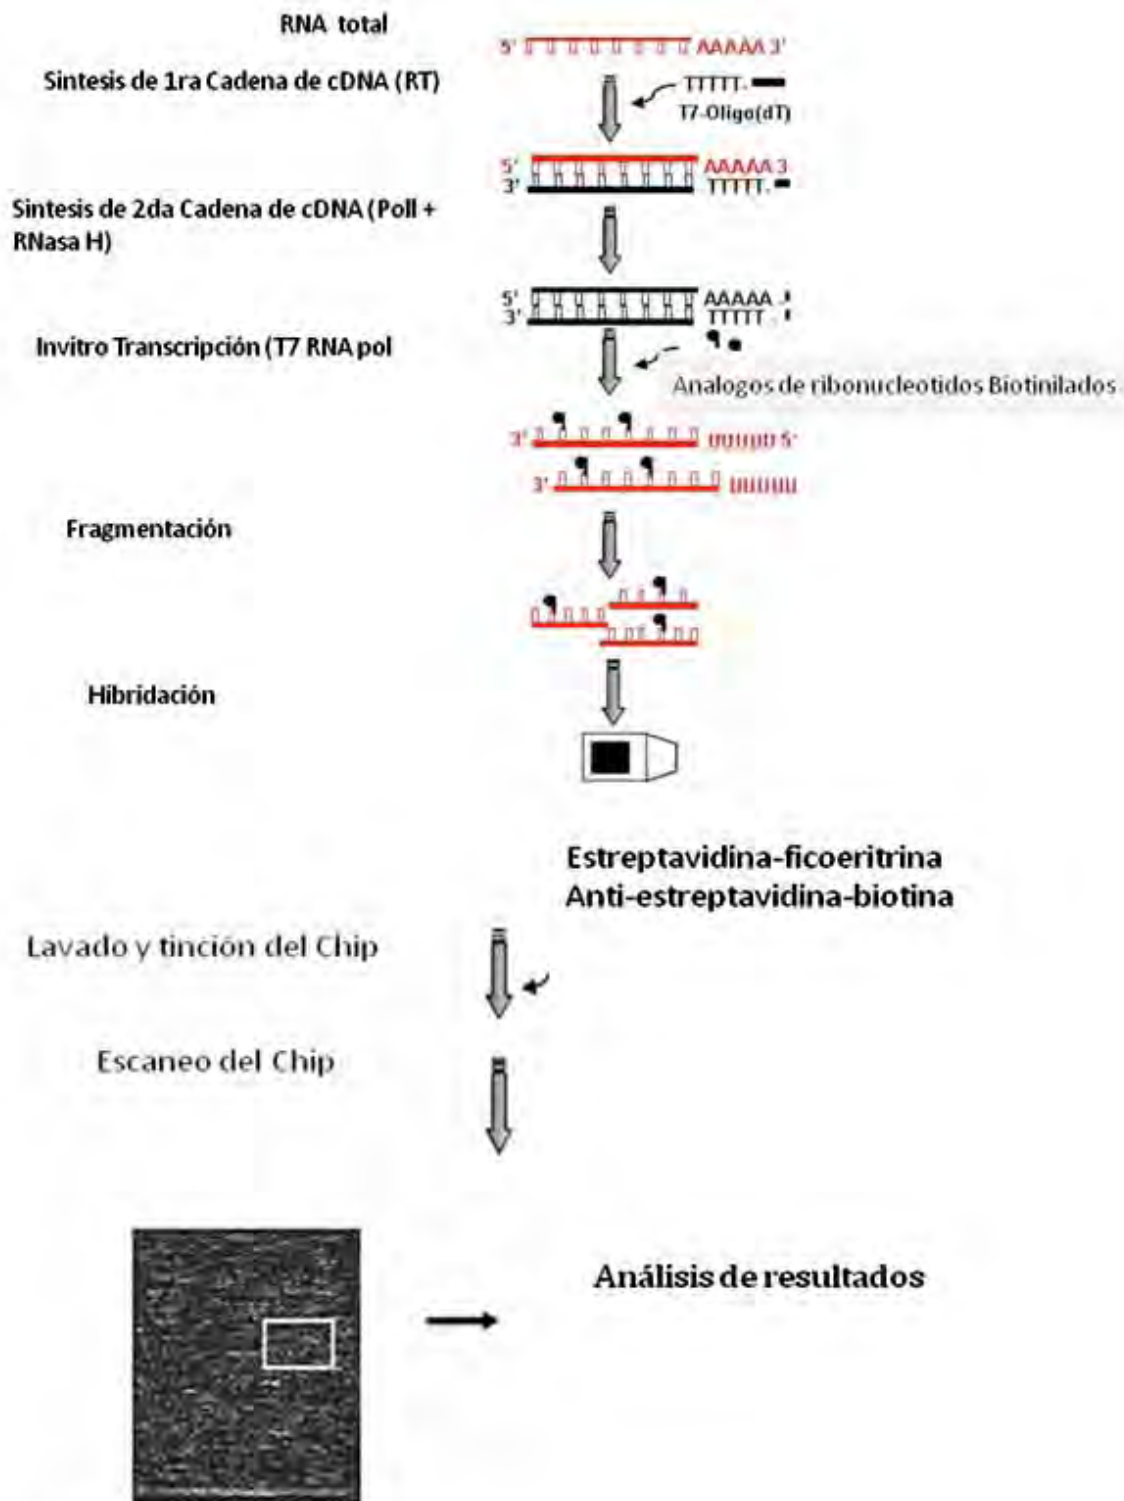 RNA total
5' AAAAA 3'
Sintesis de 1ra Cadena de cDNA (RT)
TTTTT-
T7-Oligo(dT)
5' AAAAA 3
3' TTTTT-
Sintesis de 2da Cadena de cDNA (PolI +
RNasa H)
5' AAAAA
3' TTTTT
Invitro Transcripción (T7 RNA pol
Analogos de ribonucleotidos Biotinilados
3' UUUUU 5'
3' UUUUU
Fragmentación
Hibridación
Estreptavidina-ficoeritrina
Anti-estreptavidina-biotina
Lavado y tinción del Chip
Escaneo del Chip
Análisis de resultados